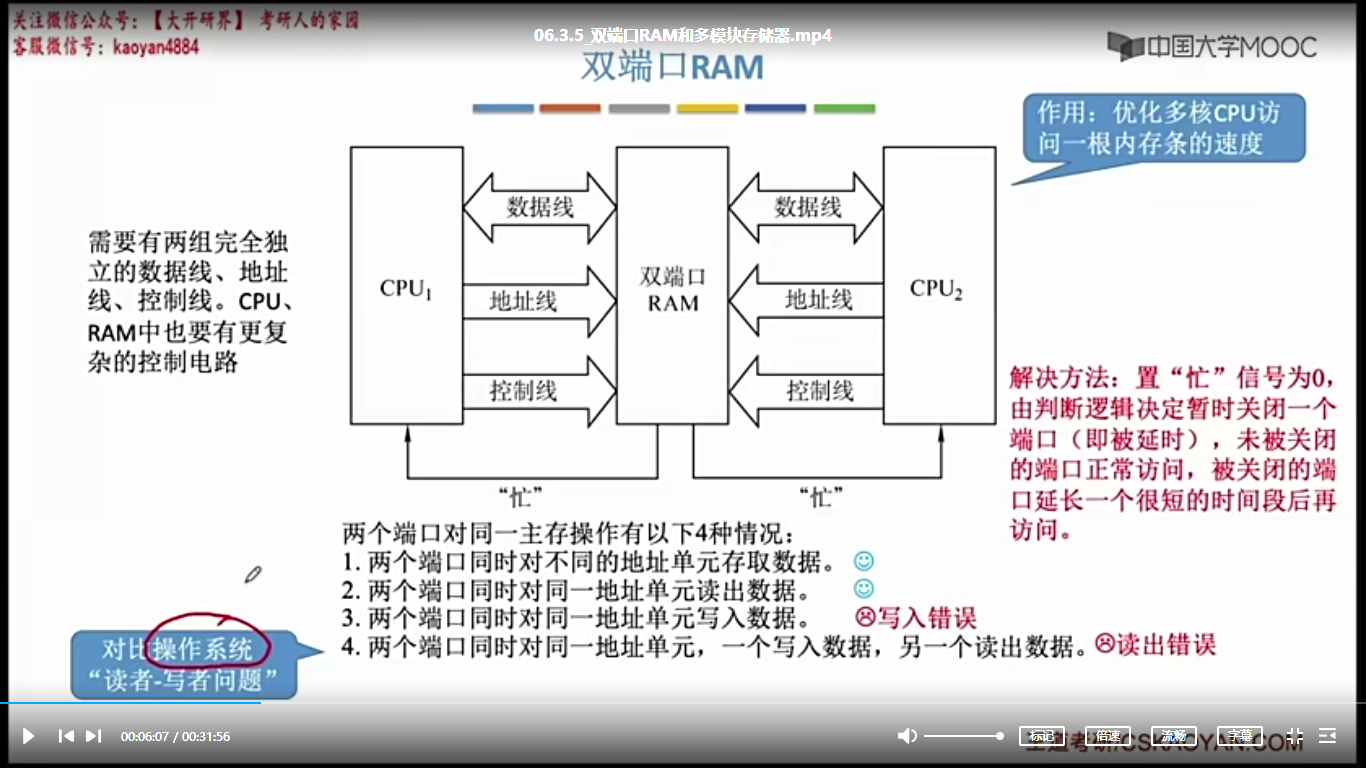 关注微信公众号：【大开研界】 考研人的家园
客服微信号：kaoyan4884
06.3.5_双端口RAM和多模块存储器.mp4
中国大学MOOC
双端口RAM
作用：优化多核CPU访
问一根内存条的速度
需要有两组完全独
立的数据线、地址
线、控制线。CPU、
RAM中也要有更复
杂的控制电路
CPU1
数据线
地址线
控制线
双端口
RAM
数据线
地址线
控制线
CPU2
“忙”
“忙”
解决方法：置“忙”信号为0，
由判断逻辑决定暂时关闭一个
端口（即被延时），未被关闭
的端口正常访问，被关闭的端
口延长一个很短的时间段后再
访问。
两个端口对同一主存操作有以下4种情况：
1. 两个端口同时对不同的地址单元存取数据。
2. 两个端口同时对同一地址单元读出数据。
3. 两个端口同时对同一地址单元写入数据。 写入错误
4. 两个端口同时对同一地址单元，一个写入数据，另一个读出数据。 读出错误
对比操作系统
“读者-写者问题”
00:06:07 / 00:31:56
标记
倍速
流畅
字幕
王道考研/CSKAOYAN.COM